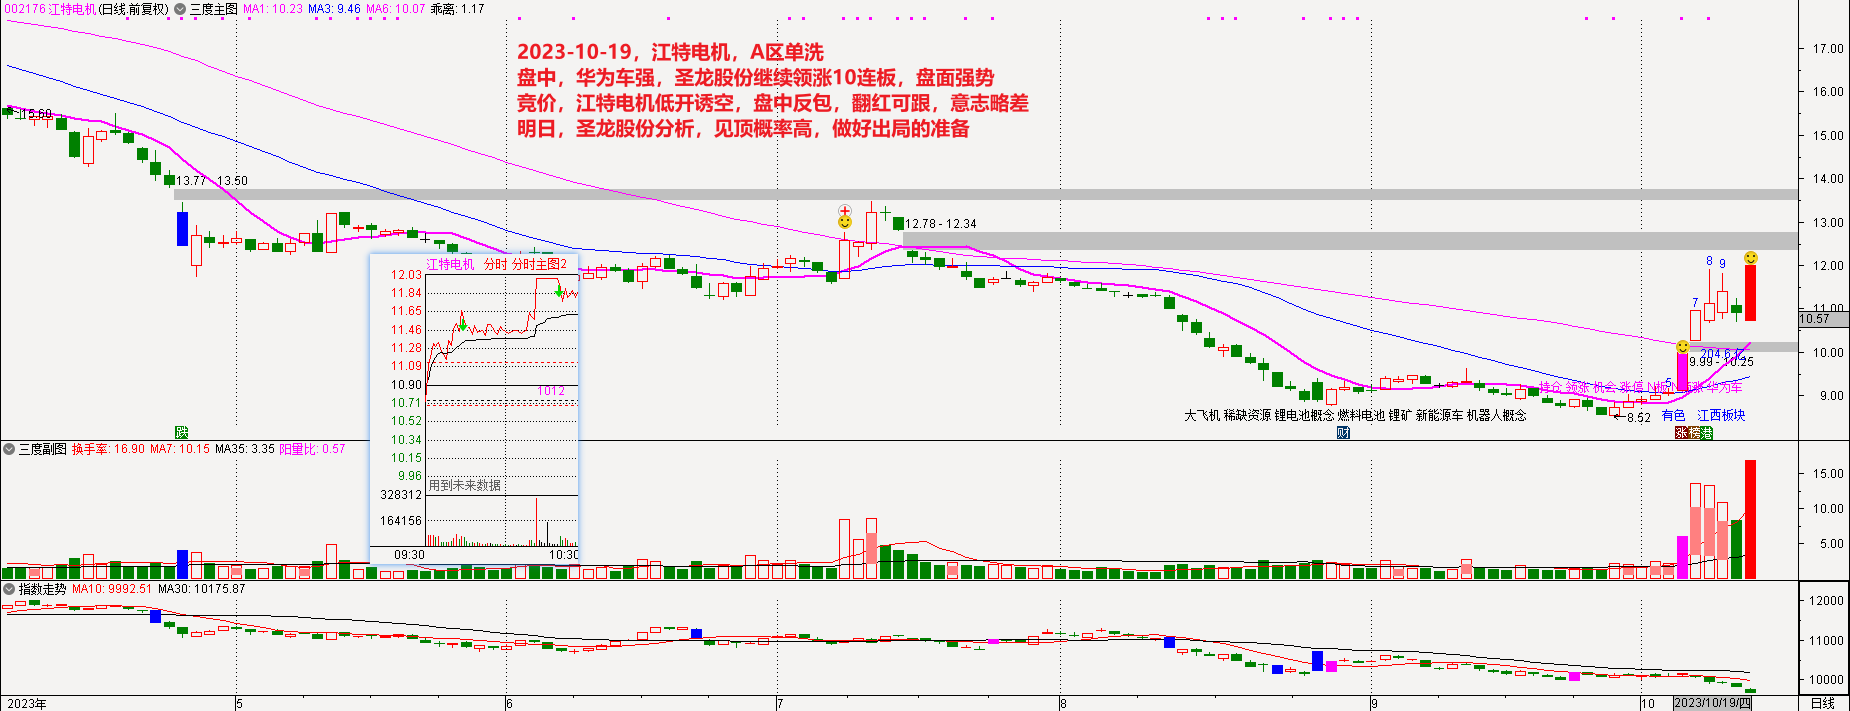 002176 江特电机(日线.前复权) 三度主图 MA1: 10.23 MA3: 9.46 MA6: 10.07 乖离: 1.17
2023-10-19，江特电机，A区单洗
盘中，华为车强，圣龙股份继续领涨10连板，盘面强势
竞价，江特电机低开诱空，盘中反包，翻红可跟，意志略差
明日，圣龙股份分析，见顶概率高，做好出局的准备
17.00
16.00
15.00
14.00
13.00
12.00
11.00
10.57
10.00
9.00
15.60
13.77 - 13.50
12.78 - 12.34
8 9
7
5
9.99 - 10.25
←8.52
大飞机 稀缺资源 锂电池概念 燃料电池 锂矿 新能源车 机器人概念
有色 江西板块
跌
财
涨榜港
江特电机 分时 分时主图2
12.03
11.84
11.65
11.46
11.28
11.09
10.90
10.71
10.52
10.34
10.15
9.96
1012
用到未来数据
328312
164156
09:30 10:30
三度副图 换手率: 16.90 MA7: 10.15 MA35: 3.35 阳量比: 0.57
15.00
10.00
5.00
指数走势 MA10: 9992.51 MA30: 10175.87
12000
11000
10000
2023年 5 6 7 8 9 10 2023/10/19/四 日线